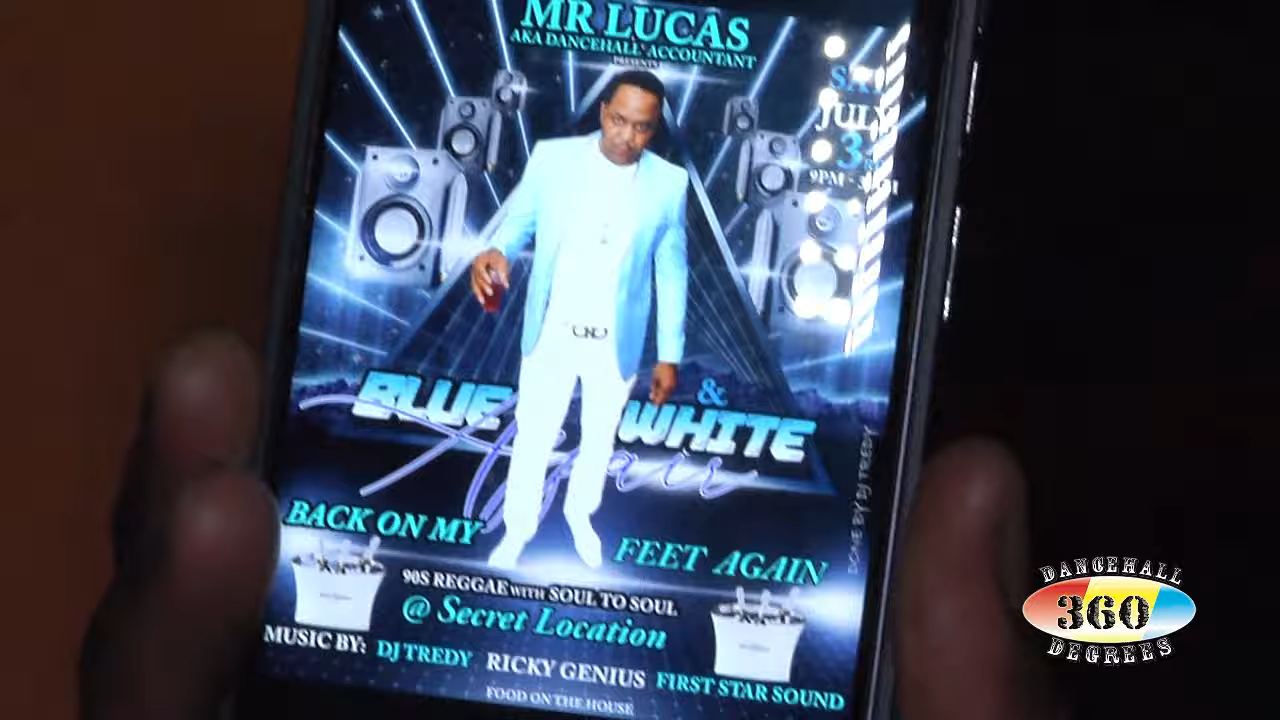 MR LUCAS
AKA DANCEHALL ACCOUNTANT
PRESENTS
JULY
9PM -
BLUE & WHITE
Affair
BACK ON MY FEET AGAIN
90S REGGAE WITH SOUL TO SOUL
@ Secret Location
MUSIC BY: DJ TREDY RICKY GENIUS FIRST STAR SOUND
FOOD ON THE HOUSE
DONE BY DJ TREDY
DANCEHALL
360
DEGREES